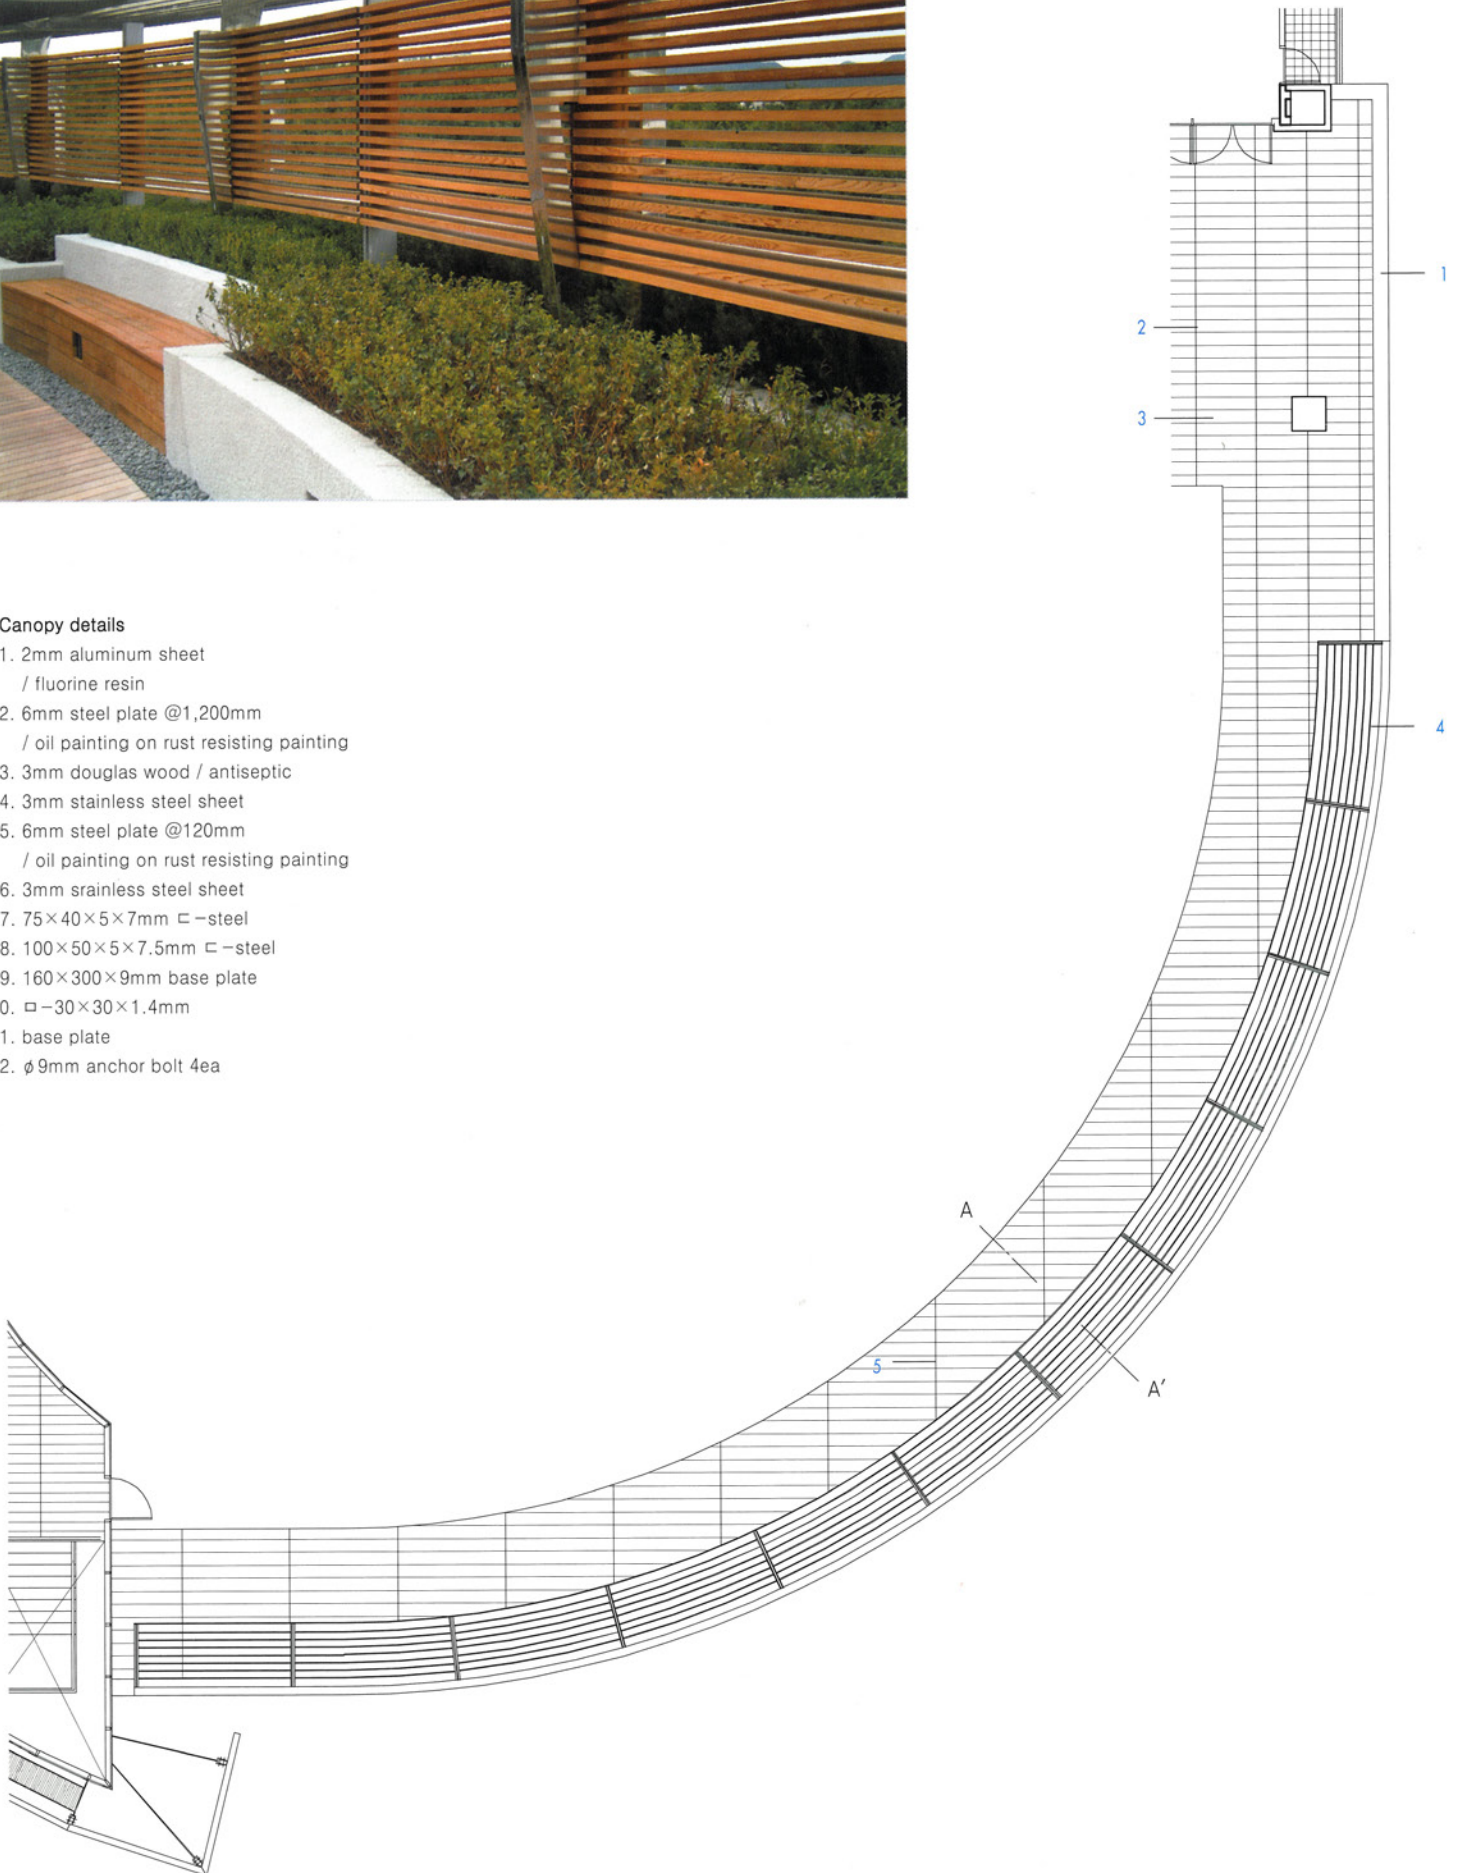 1
2
3
Canopy details
1. 2mm aluminum sheet
/ fluorine resin
2. 6mm steel plate @1,200mm
/ oil painting on rust resisting painting
3. 3mm douglas wood / antiseptic
4. 3mm stainless steel sheet
5. 6mm steel plate @120mm
/ oil painting on rust resisting painting
6. 3mm srainless steel sheet
7. 75×40×5×7mm ㄷ-steel
8. 100×50×5×7.5mm ㄷ-steel
9. 160×300×9mm base plate
0. ㅁ-30×30×1.4mm
1. base plate
2. ϕ9mm anchor bolt 4ea
4
A
5
A′